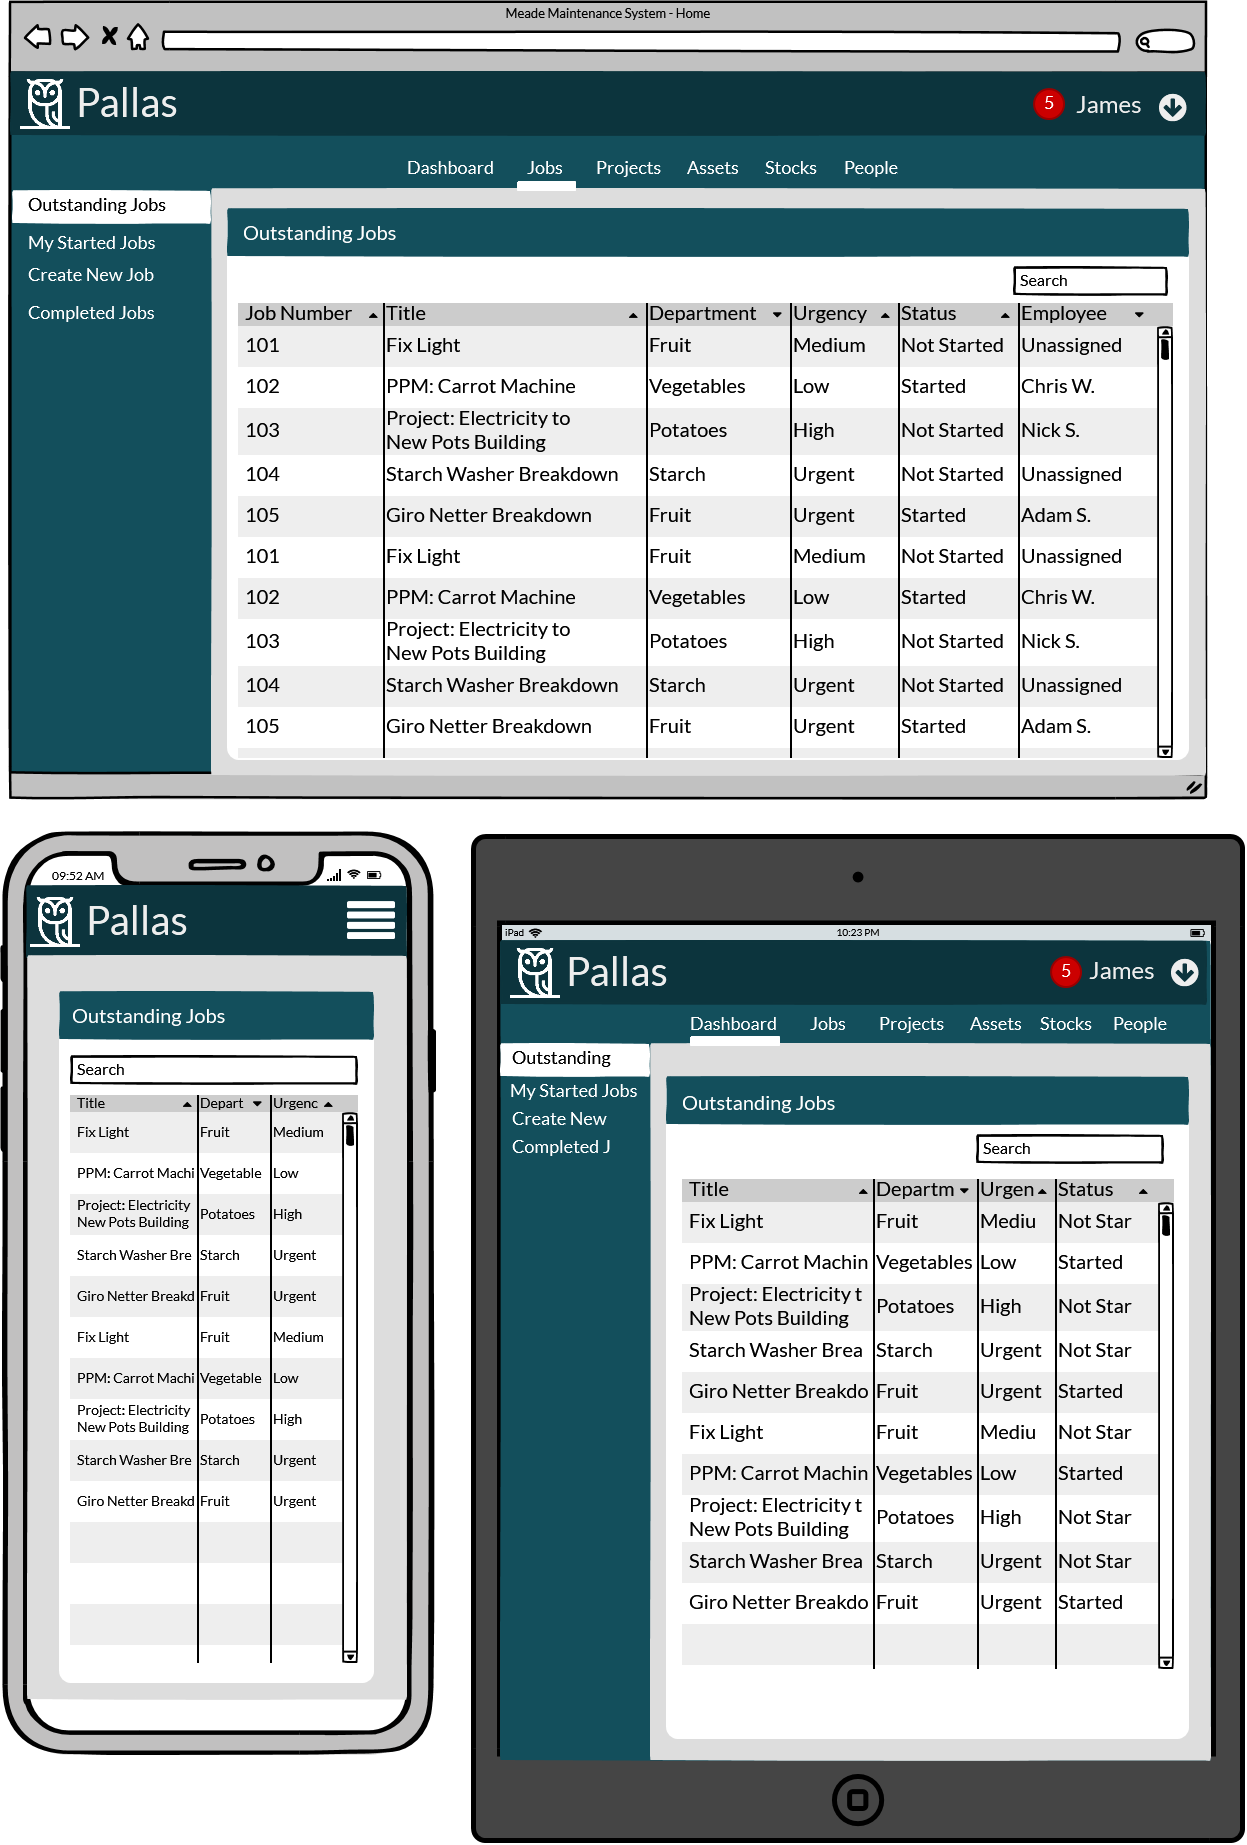 Meade Maintenance System - Home
Pallas
5 James
Dashboard Jobs Projects Assets Stocks People
Outstanding Jobs
My Started Jobs
Create New Job
Completed Jobs
Outstanding Jobs
Search
Job Number Title Department Urgency Status Employee
101 Fix Light Fruit Medium Not Started Unassigned
102 PPM: Carrot Machine Vegetables Low Started Chris W.
103 Project: Electricity to
New Pots Building Potatoes High Not Started Nick S.
104 Starch Washer Breakdown Starch Urgent Not Started Unassigned
105 Giro Netter Breakdown Fruit Urgent Started Adam S.
101 Fix Light Fruit Medium Not Started Unassigned
102 PPM: Carrot Machine Vegetables Low Started Chris W.
103 Project: Electricity to
New Pots Building Potatoes High Not Started Nick S.
104 Starch Washer Breakdown Starch Urgent Not Started Unassigned
105 Giro Netter Breakdown Fruit Urgent Started Adam S.
09:52 AM
Pallas
Outstanding Jobs
Search
Title Depart Urgenc
Fix Light Fruit Medium
PPM: Carrot Machi Vegetable Low
Project: Electricity
New Pots Building Potatoes High
Starch Washer Bre Starch Urgent
Giro Netter Breakd Fruit Urgent
Fix Light Fruit Medium
PPM: Carrot Machi Vegetable Low
Project: Electricity
New Pots Building Potatoes High
Starch Washer Bre Starch Urgent
Giro Netter Breakd Fruit Urgent
iPad 10:23 PM
Pallas
5 James
Dashboard Jobs Projects Assets Stocks People
Outstanding
My Started Jobs
Create New
Completed J
Outstanding Jobs
Search
Title Departm Urgen Status
Fix Light Fruit Mediu Not Star
PPM: Carrot Machin Vegetables Low Started
Project: Electricity t
New Pots Building Potatoes High Not Star
Starch Washer Brea Starch Urgent Not Star
Giro Netter Breakdo Fruit Urgent Started
Fix Light Fruit Mediu Not Star
PPM: Carrot Machin Vegetables Low Started
Project: Electricity t
New Pots Building Potatoes High Not Star
Starch Washer Brea Starch Urgent Not Star
Giro Netter Breakdo Fruit Urgent Started